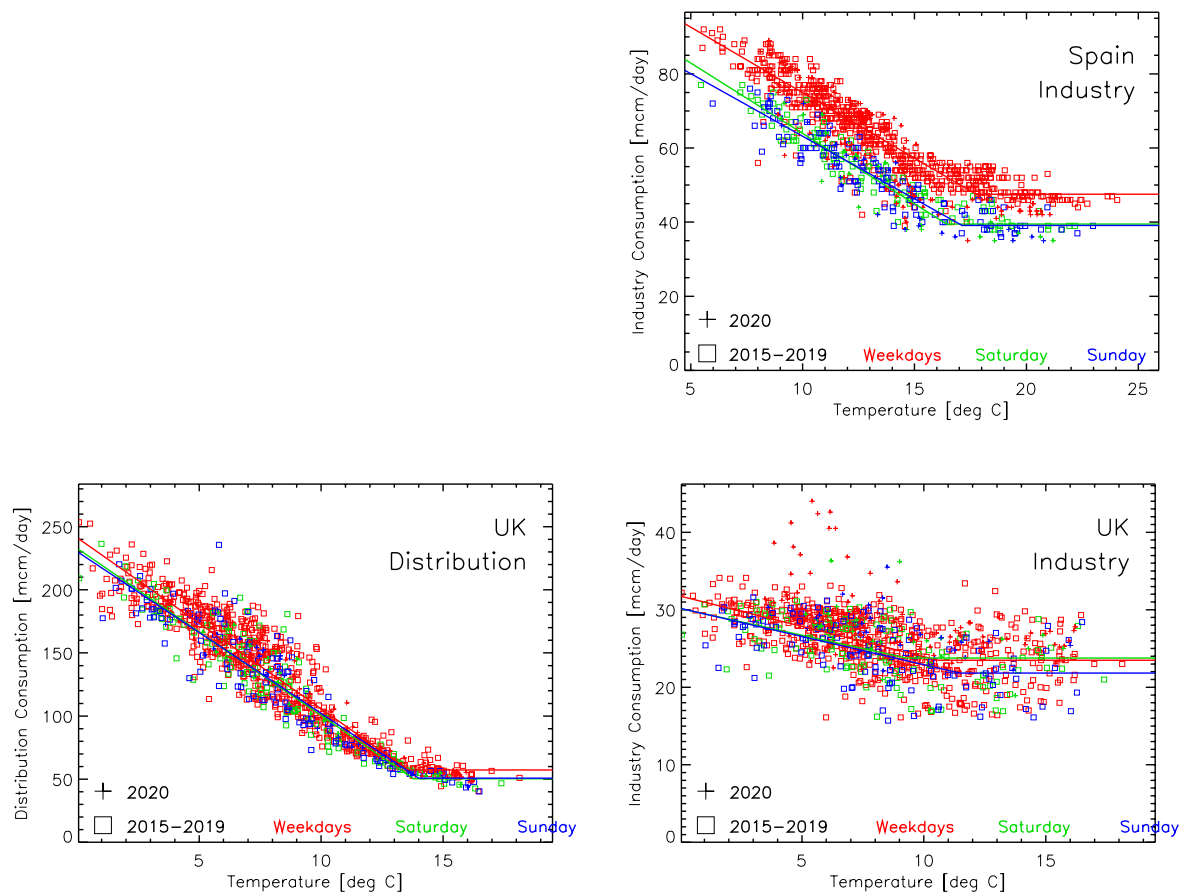 Industry Consumption [mcm/day]
80
60
40
20
0
Spain
Industry
2020
2015-2019 Weekdays Saturday Sunday
5 10 15 20 25
Temperature [deg C]
Distribution Consumption [mcm/day]
250
200
150
100
50
0
UK
Distribution
2020
2015-2019 Weekdays Saturday Sunday
5 10 15
Temperature [deg C]
Industry Consumption [mcm/day]
40
30
20
10
0
UK
Industry
2020
2015-2019 Weekdays Saturday Sunday
5 10 15
Temperature [deg C]